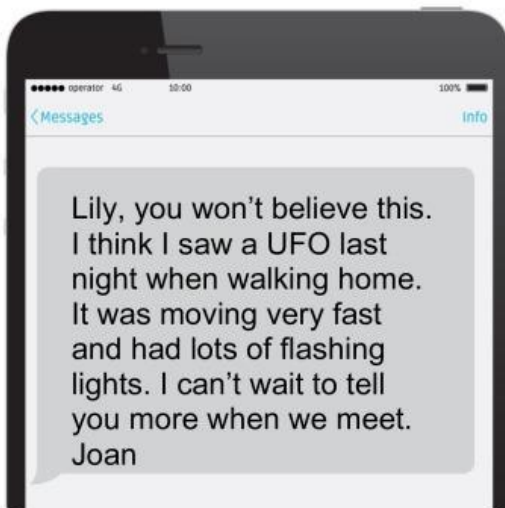 operator 4G 10:00 100%
Messages Info
Lily, you won't believe this.
I think I saw a UFO last
night when walking home.
It was moving very fast
and had lots of flashing
lights. I can't wait to tell
you more when we meet.
Joan